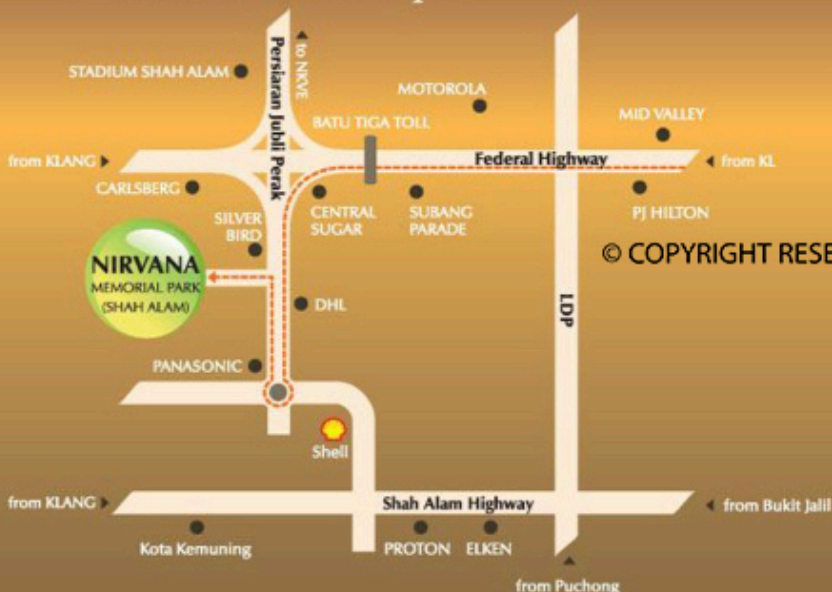 to NKVE
Persiaran Jubli Perak
STADIUM SHAH ALAM
MOTOROLA
MID VALLEY
BATU TIGA TOLL
from KLANG
Federal Highway
from KL
CARLSBERG
SILVER
BIRD
CENTRAL
SUGAR
SUBANG
PARADE
PJ HILTON
NIRVANA
MEMORIAL PARK
(SHAH ALAM)
© COPYRIGHT RESE
DHL
LDP
PANASONIC
Shell
from KLANG
Shah Alam Highway
from Bukit Jalil
Kota Kemuning
PROTON
ELKEN
from Puchong